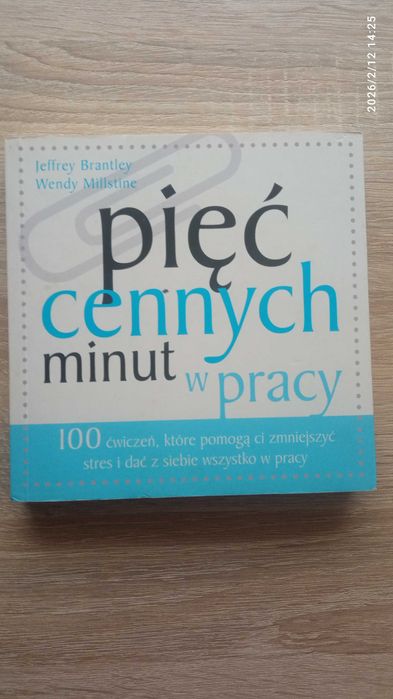 2026/2/12 14:25
Jeffrey Brantley
Wendy Millstine
pięć
cennych
minut w pracy
100 ćwiczeń, które pomogą ci zmniejszyć
stres i dać z siebie wszystko w pracy